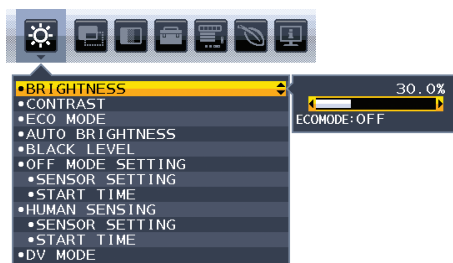 •BRIGHTNESS
30.0%
ECOMODE:OFF
•CONTRAST
•ECO MODE
•AUTO BRIGHTNESS
•BLACK LEVEL
•OFF MODE SETTING
•SENSOR SETTING
•START TIME
•HUMAN SENSING
•SENSOR SETTING
•START TIME
•DV MODE